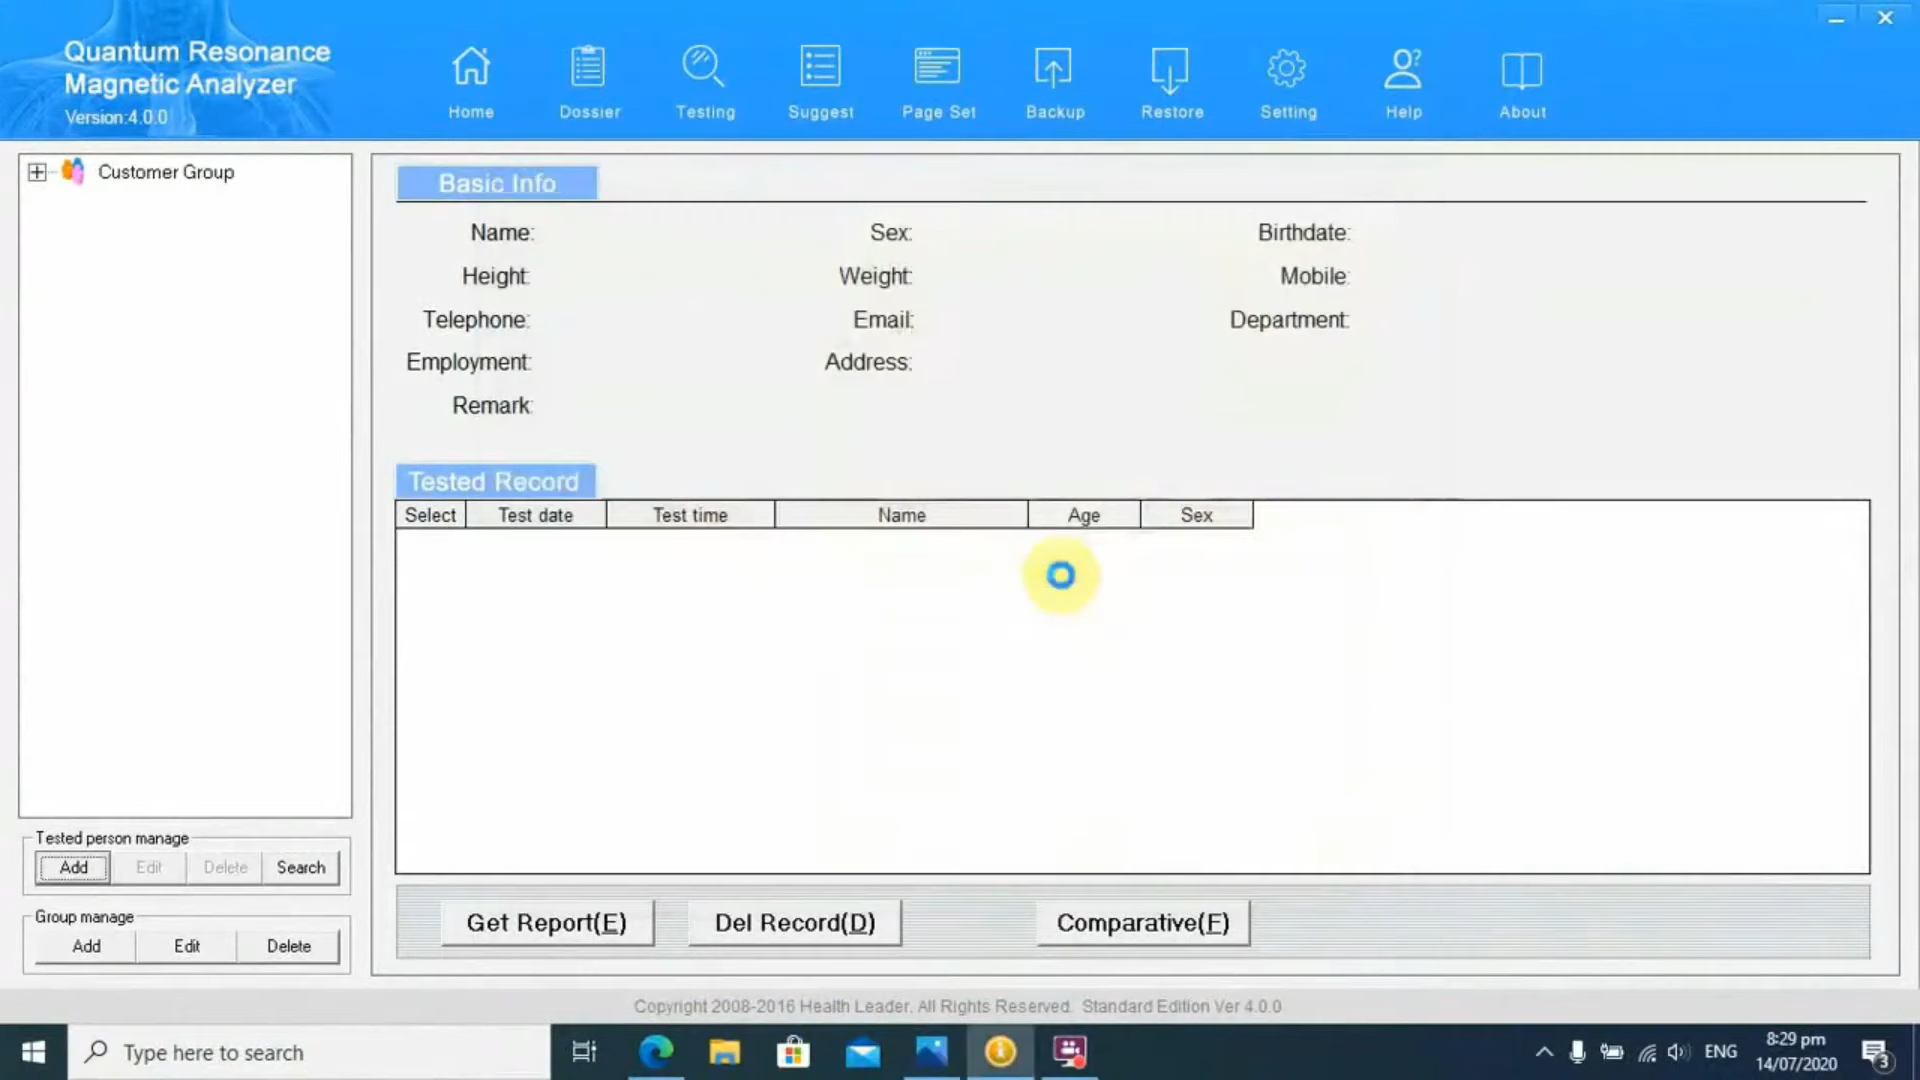 Quantum Resonance
Magnetic Analyzer
Version:4.0.0
Home
Dossier
Testing
Suggest
Page Set
Backup
Restore
Setting
Help
About
Customer Group
Basic Info
Name:
Sex:
Birthdate:
Height:
Weight:
Mobile:
Telephone:
Email:
Department:
Employment:
Address:
Remark:
Tested Record
Select Test date Test time Name Age Sex
Tested person manage
Add Edit Delete Search
Group manage
Add Edit Delete
Get Report(E)
Del Record(D)
Comparative(F)
Copyright 2008-2016 Health Leader. All Rights Reserved. Standard Edition Ver 4.0.0
Type here to search
ENG
8:29 pm
14/07/2020
3